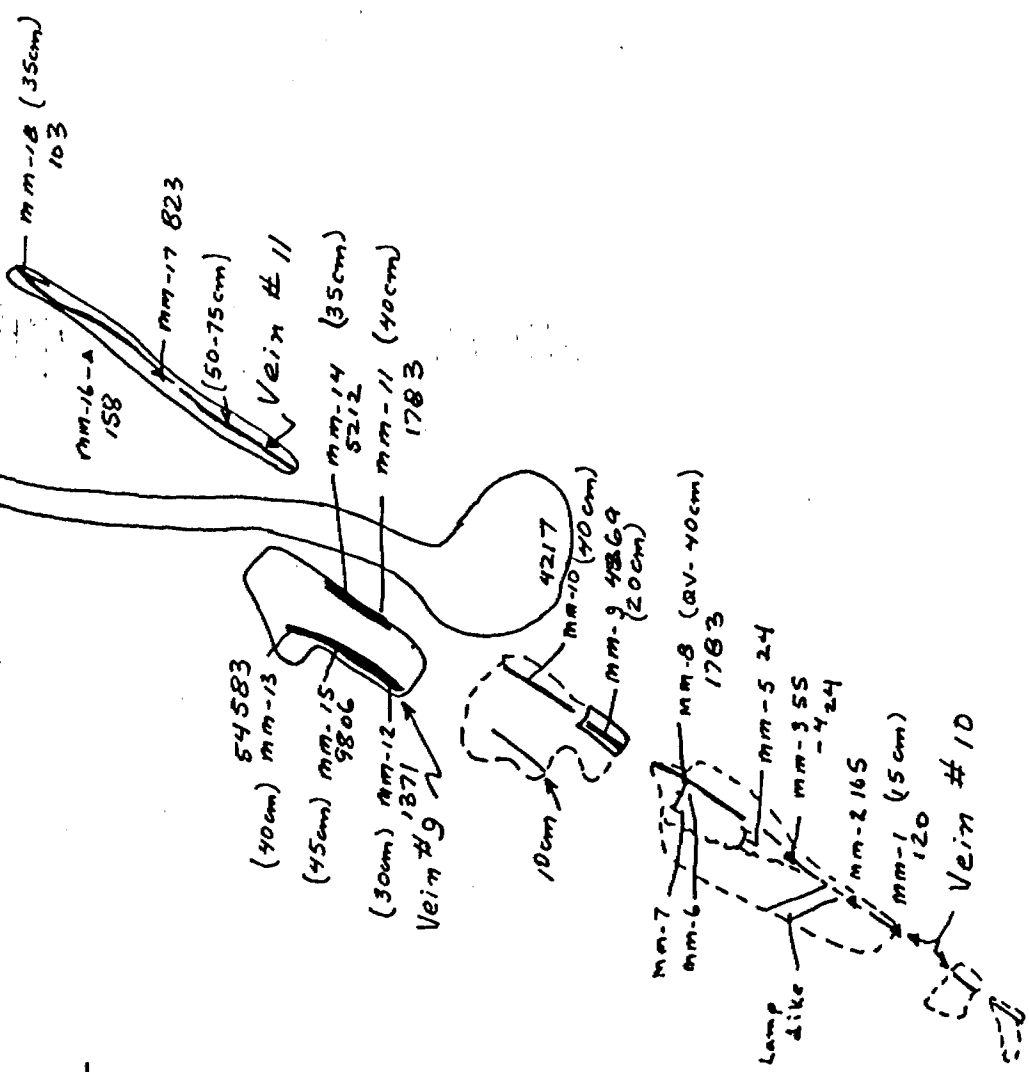 mm-18 (35cm)
103
mm-16
158
mm-17 823
(50-75cm)
Vein # 11
mm-14 (35cm)
5212
mm-11 (40cm)
1783
54583
(40cm) mm-13
(45cm) mm-15
9806
(30cm) mm-12
1371
Vein #9
4217
mm-10 (40cm)
mm-9 4869
(20cm)
10cm
mm-8 (QV-40cm)
1783
mm-7
mm-6
mm-5 24
mm-3 55
-4 24
mm-2 165
mm-1 (15cm)
120
Lamp
dike
Vein # 10